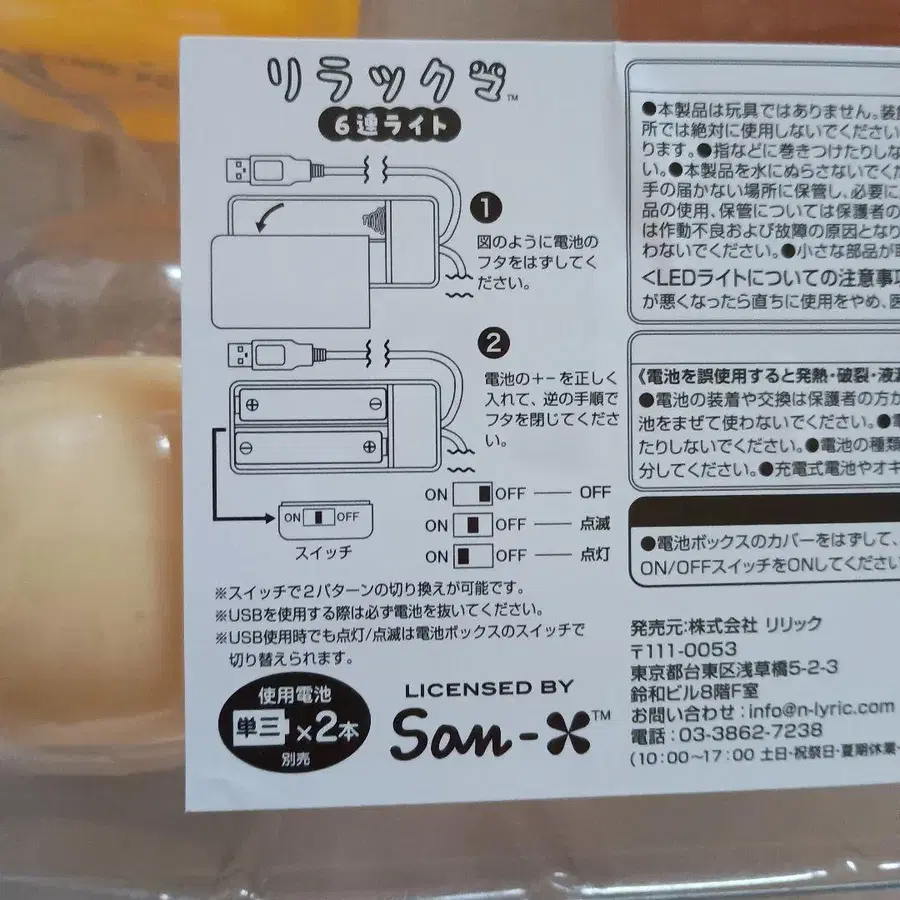 リラックマ™
6連ライト
1
図のように電池の
フタをはずしてく
ださい。
2
電池の+-を正しく
入れて、逆の手順で
フタを閉じてくださ
い。
⊕ ⊖
⊖ ⊕
ON OFF
スイッチ
ON OFF — OFF
ON OFF — 点滅
ON OFF — 点灯
※スイッチで2パターンの切り換えが可能です。
※USBを使用する際は必ず電池を抜いてください。
※USB使用時でも点灯/点滅は電池ボックスのスイッチで
切り替えられます。
使用電池
単三×2本
別売
LICENSED BY
San-X™
●本製品は玩具ではありません。装
所では絶対に使用しないでください
ります。●指などに巻きつけたりしな
い。●本製品を水にぬらさないでくだ
手の届かない場所に保管し、必要に
品の使用、保管については保護者の
は作動不良および故障の原因となり
わないでください。●小さな部品が
<LEDライトについての注意事項
が悪くなったら直ちに使用をやめ、医
《電池を誤使用すると発熱・破裂・液漏
●電池の装着や交換は保護者の方が
池をまぜて使わないでください。●
たりしないでください。●電池の種類
分してください。●充電式電池やオキ
●電池ボックスのカバーをはずして、
ON/OFFスイッチをONしてください
発売元:株式会社 リリック
〒111-0053
東京都台東区浅草橋5-2-3
鈴和ビル8階F室
お問い合わせ:info@n-lyric.com
電話:03-3862-7238
(10:00~17:00 土日・祝祭日・夏期休業・